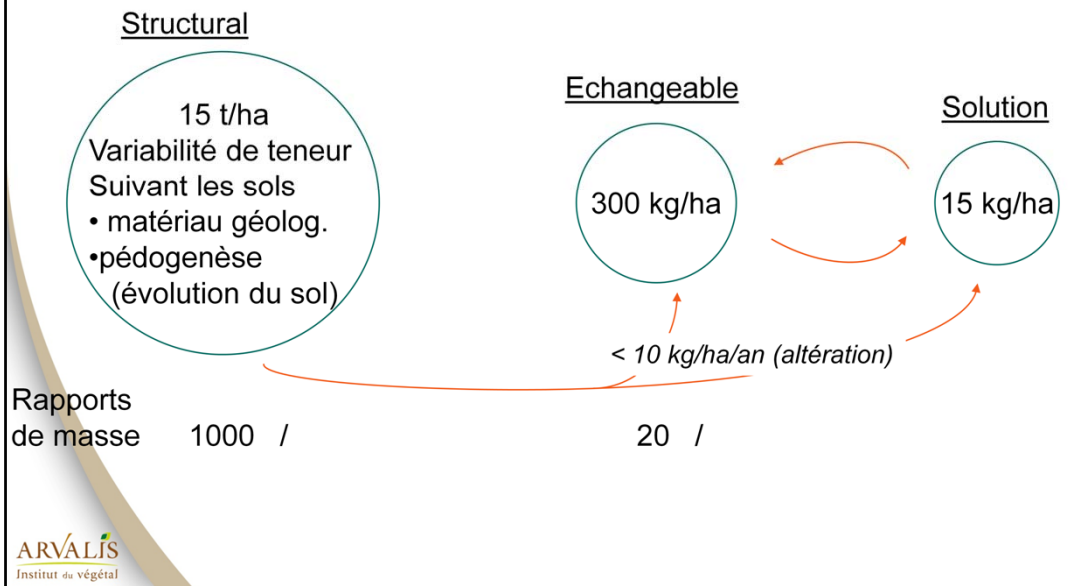 Structural
15 t/ha
Variabilité de teneur
Suivant les sols
• matériau géolog.
•pédogenèse
(évolution du sol)
Echangeable
300 kg/ha
Solution
15 kg/ha
< 10 kg/ha/an (altération)
Rapports
de masse 1000 / 20 /
ARVALIS
Institut du végétal